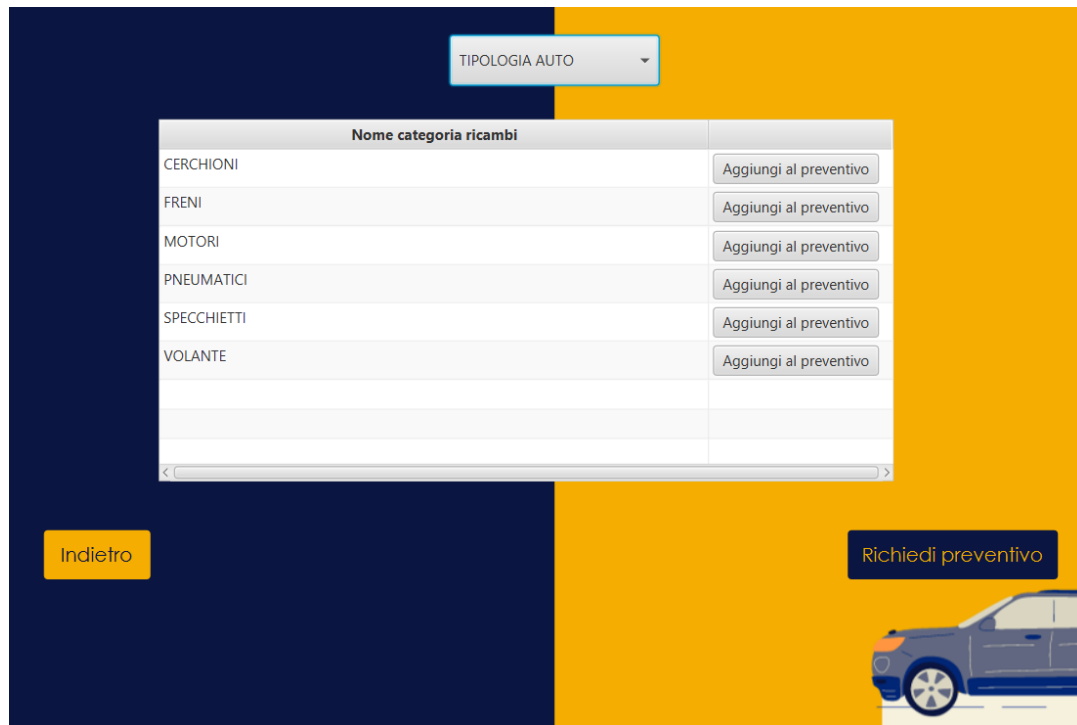 TIPOLOGIA AUTO
Nome categoria ricambi
CERCHIONI Aggiungi al preventivo
FRENI Aggiungi al preventivo
MOTORI Aggiungi al preventivo
PNEUMATICI Aggiungi al preventivo
SPECCHIETTI Aggiungi al preventivo
VOLANTE Aggiungi al preventivo
Indietro
Richiedi preventivo